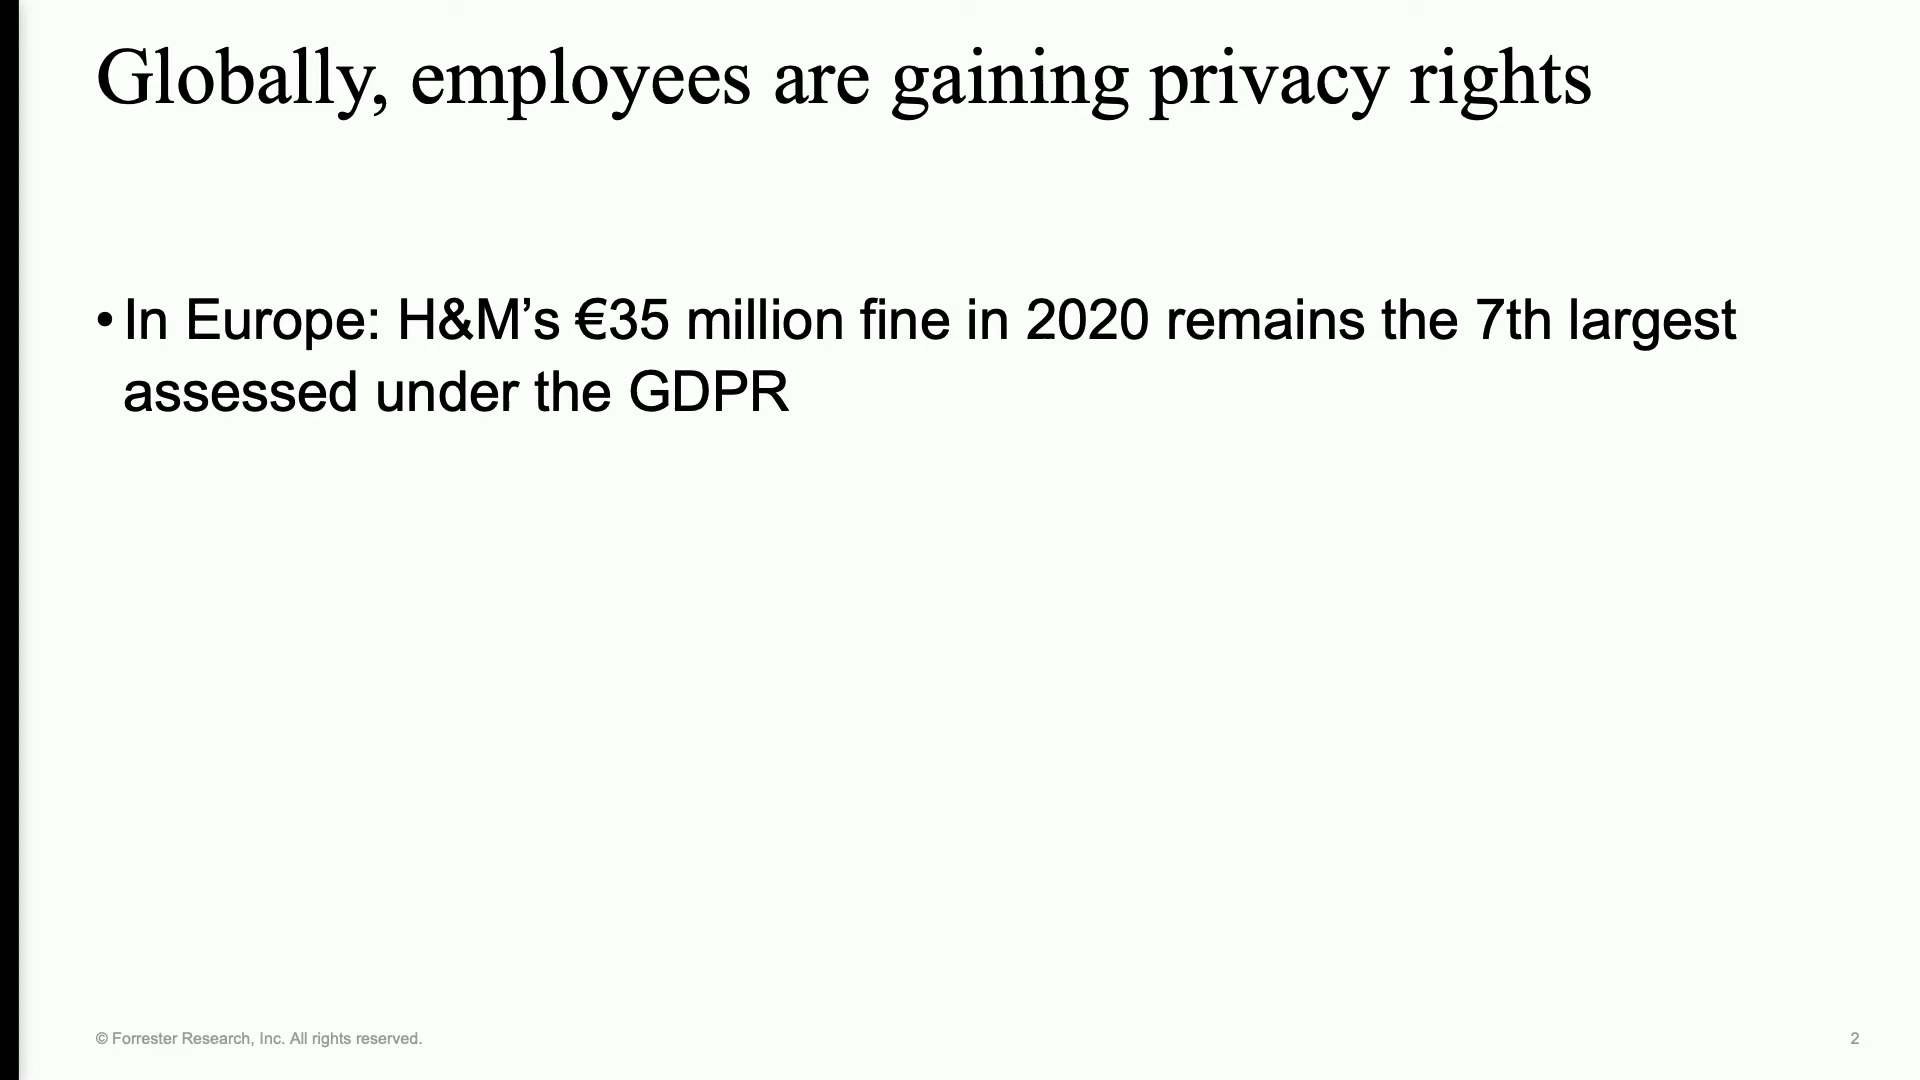 Globally, employees are gaining privacy rights
• In Europe: H&M’s €35 million fine in 2020 remains the 7th largest
assessed under the GDPR
© Forrester Research, Inc. All rights reserved.
2